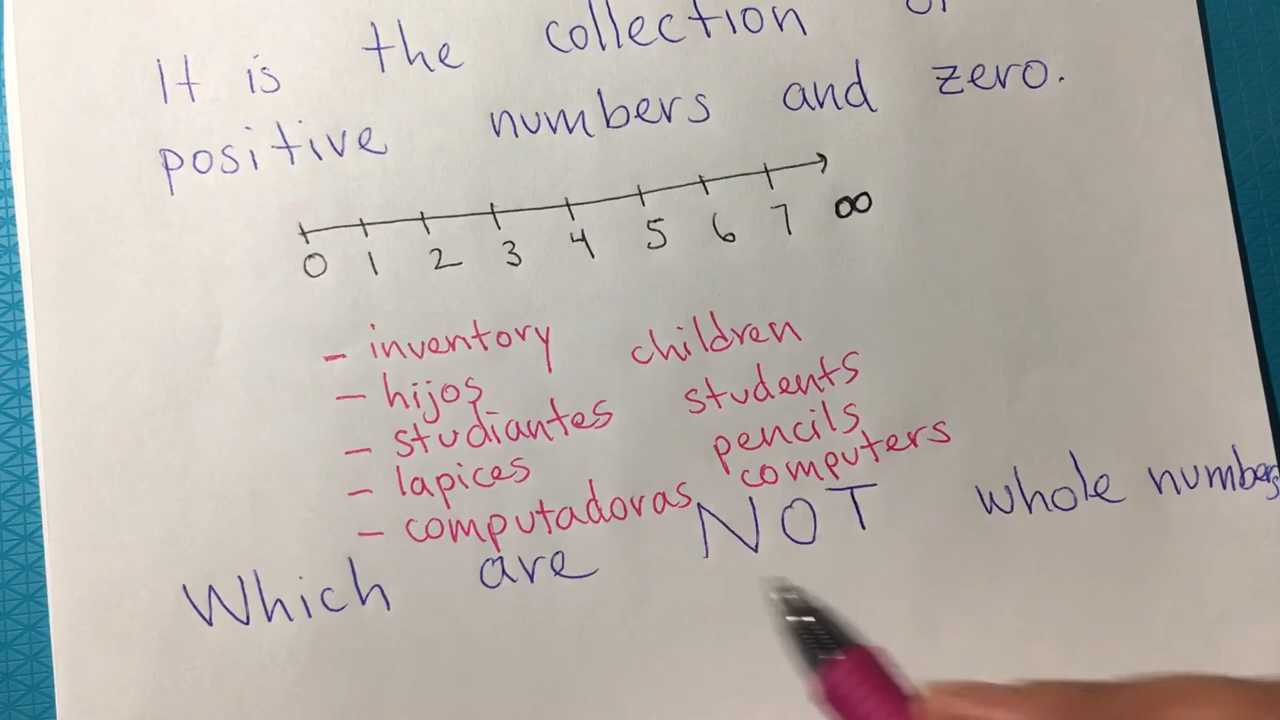 It is the collection of
positive numbers and zero.
0 1 2 3 4 5 6 7 ∞
- inventory
- hijos children
- studiantes students
- lapices pencils
- computadoras computers
Which are NOT whole numbers